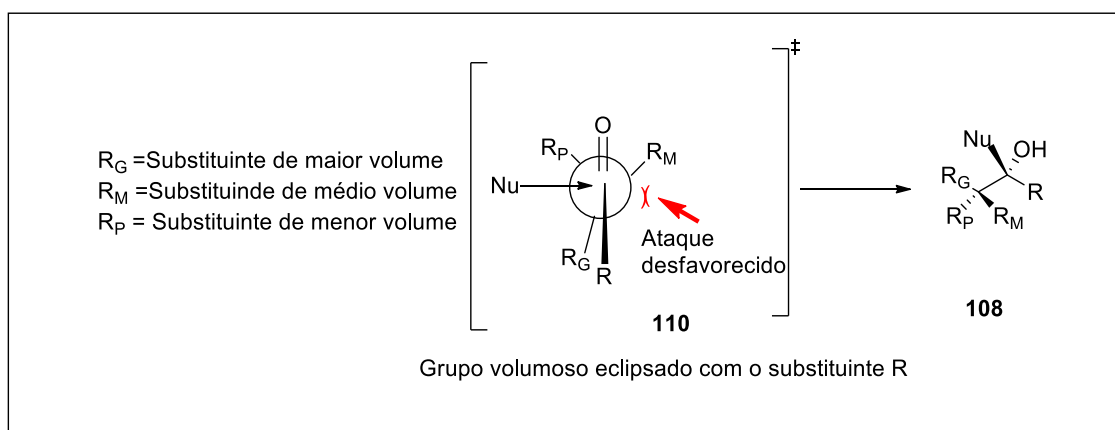 ‡
O
R_P
R_M
R_G =Substituinte de maior volume
R_M =Substituinde de médio volume
R_P = Substituinte de menor volume
Nu
Ataque
desfavorecido
R_G
R
110
Nu
OH
R_G
R
R_P
R_M
108
Grupo volumoso eclipsado com o substituinte R